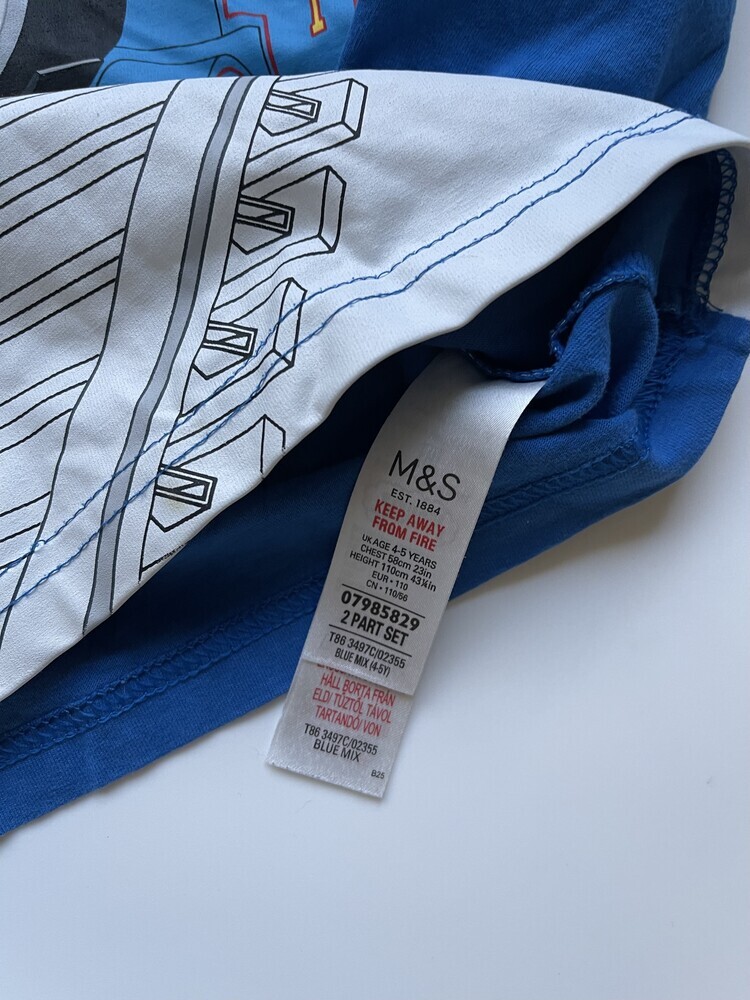 M&S
EST. 1884
KEEP AWAY
FROM FIRE
UK AGE 4-5 YEARS
CHEST 58cm 23in
HEIGHT 110cm 43¼in
EUR • 110
CN • 110/56
07985829
2 PART SET
T86 3497C/02355
BLUE MIX (4-5Y)
HÅLL BORTA FRÅN
ELD/ TŰZTŐL TÁVOL
TARTANDÓ/ VON
T86 3497C/02355
BLUE MIX
B25